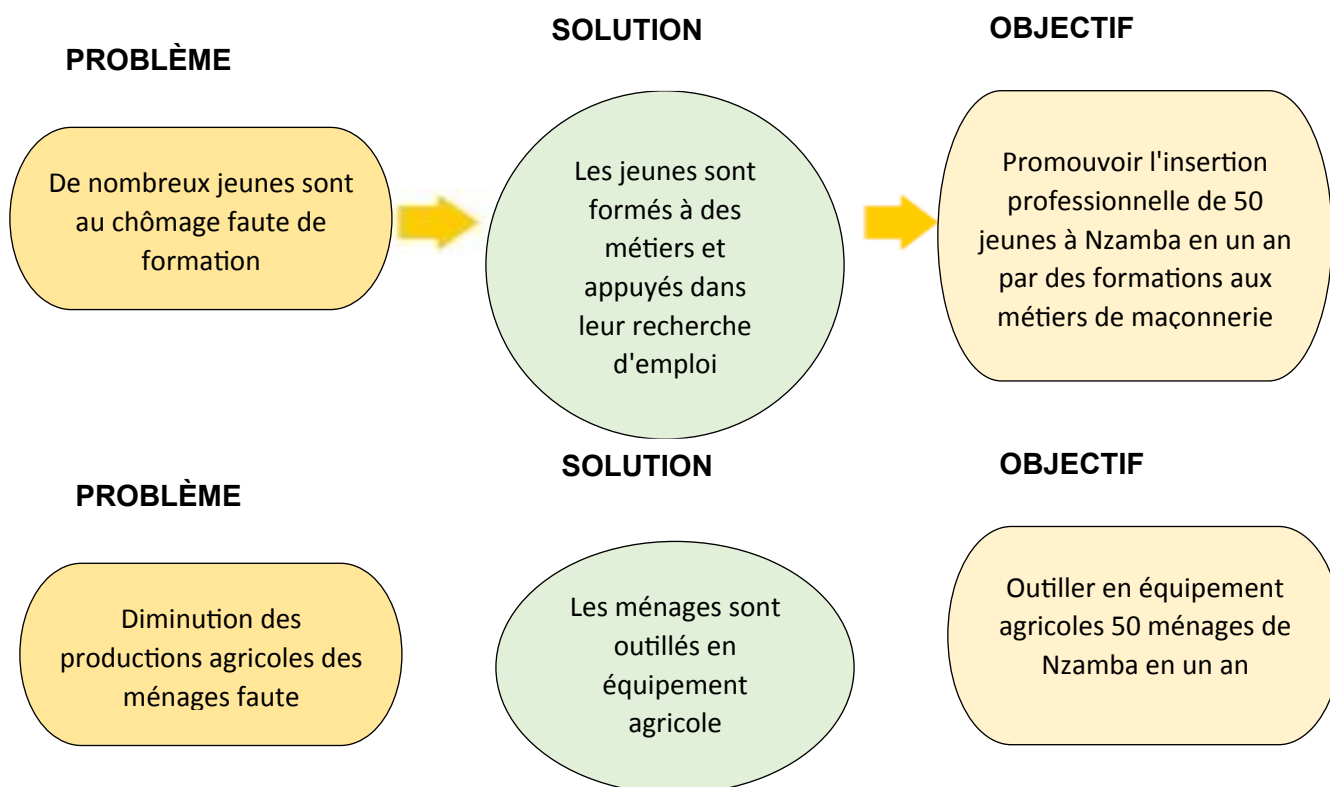 PROBLÈME
SOLUTION
OBJECTIF
De nombreux jeunes sont
au chômage faute de
formation
Les jeunes sont
formés à des
métiers et
appuyés dans
leur recherche
d'emploi
Promouvoir l'insertion
professionnelle de 50
jeunes à Nzamba en un an
par des formations aux
métiers de maçonnerie
PROBLÈME
SOLUTION
OBJECTIF
Diminution des
productions agricoles des
ménages faute
Les ménages sont
outillés en
équipement
agricole
Outiller en équipement
agricoles 50 ménages de
Nzamba en un an